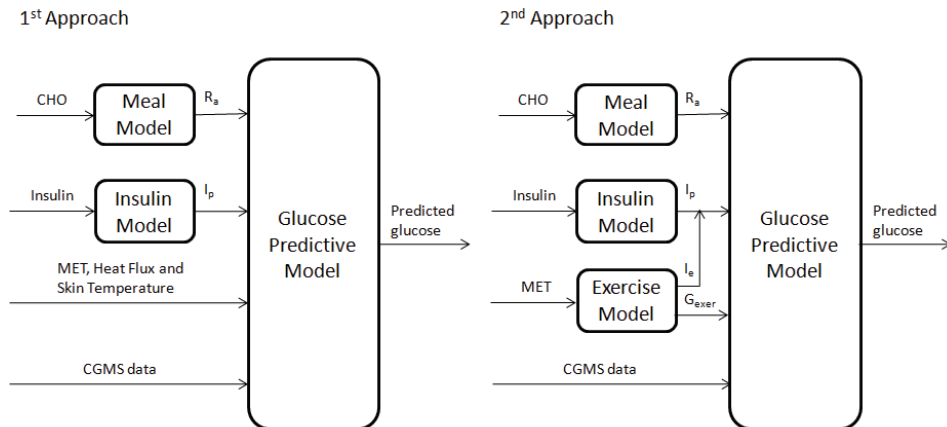 1st Approach
CHO
Meal
Model
Ra
Insulin
Insulin
Model
Ip
MET, Heat Flux and
Skin Temperature
CGMS data
Glucose
Predictive
Model
Predicted
glucose
2nd Approach
CHO
Meal
Model
Ra
Insulin
Insulin
Model
Ip
MET
Exercise
Model
Ie
Gexer
CGMS data
Glucose
Predictive
Model
Predicted
glucose